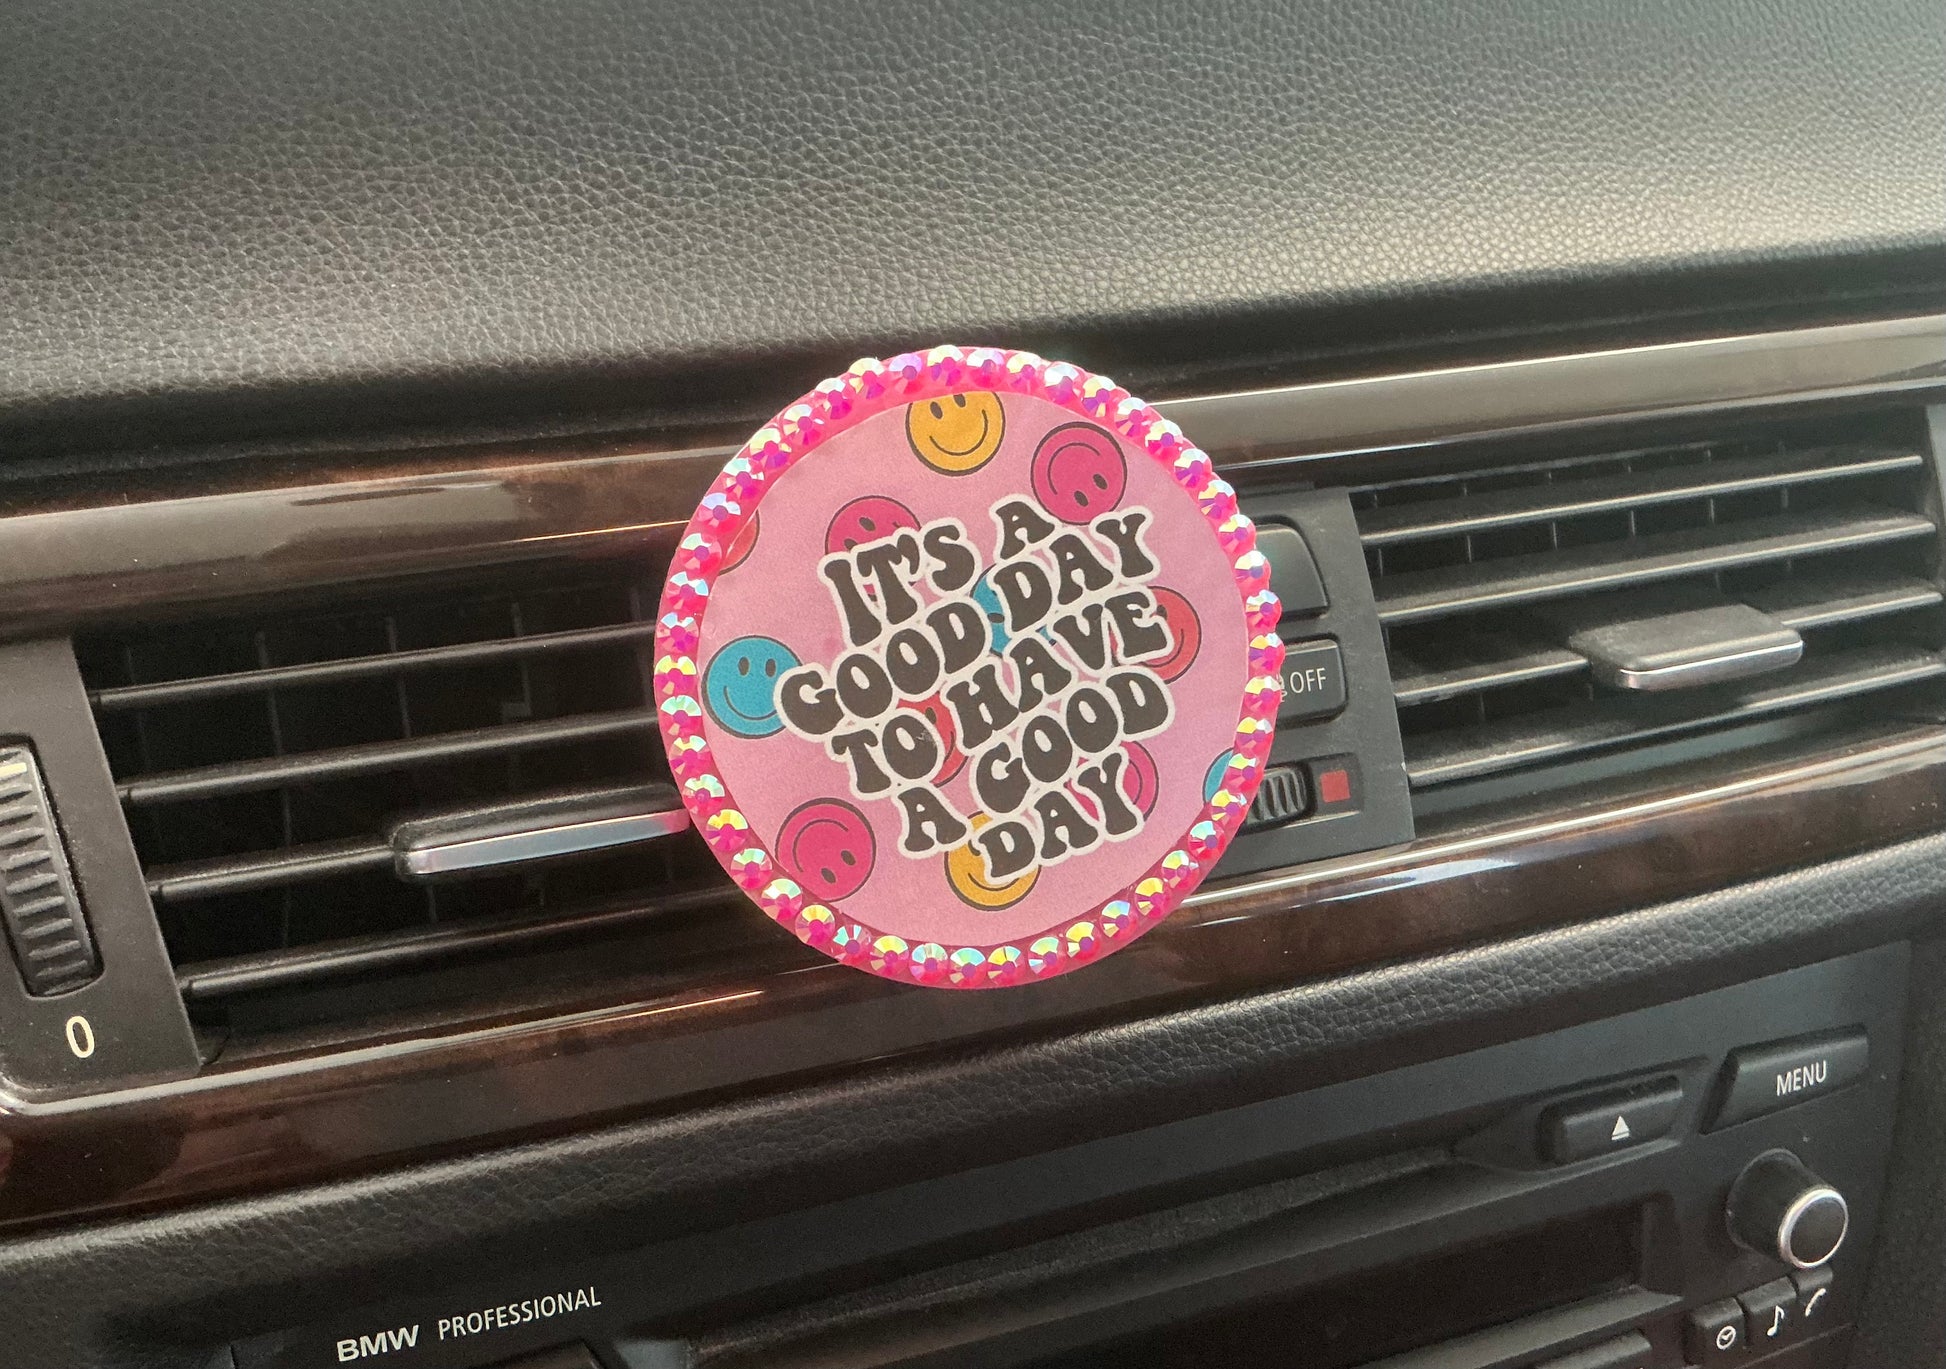 IT'S A
GOOD DAY
TO HAVE
A GOOD
DAY
OFF
0
MENU
BMW PROFESSIONAL